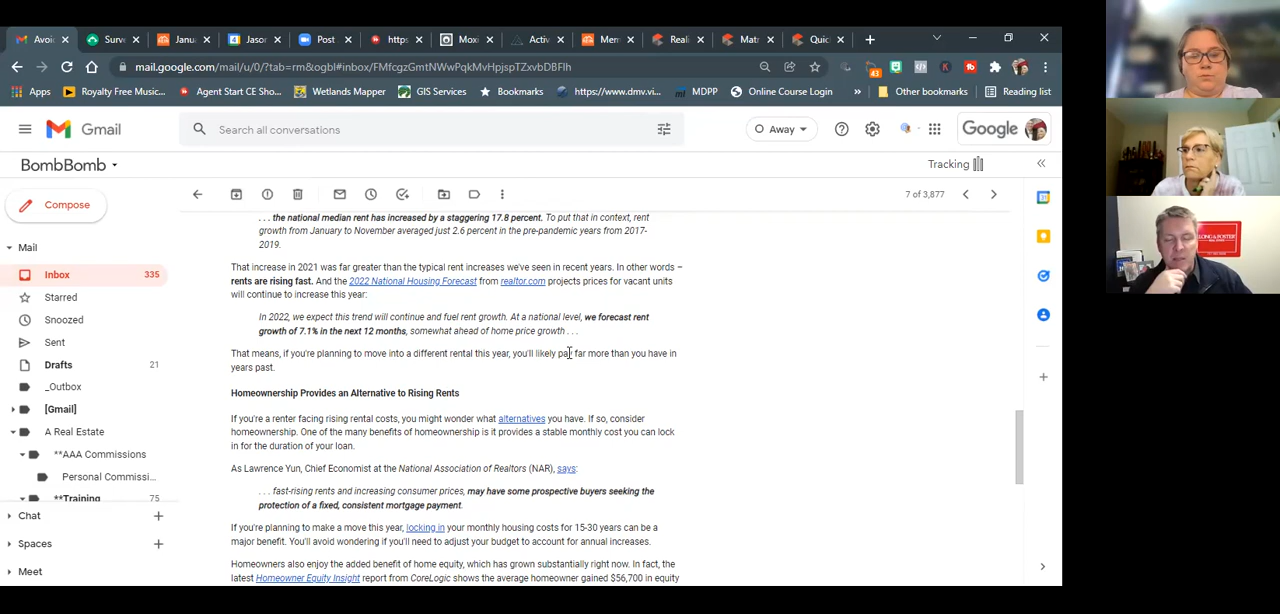 Avoi
Surve
Janu
Jason
Post
https
Moxi
Activ
Mem
Reali
Matr
Quic
mail.google.com/mail/u/0/?tab=rm&ogbl#inbox/FMfcgzGmtNWwPqkMvHpjspTZxvbDBFlh
43
Apps
Royalty Free Music...
Agent Start CE Sho...
Wetlands Mapper
GIS Services
Bookmarks
https://www.dmv.vi...
MDPP
Online Course Login
»
Other bookmarks
Reading list
Gmail
Search all conversations
Away
Google
BombBomb
Tracking
7 of 3,877
Compose
Mail
Inbox 335
Starred
Snoozed
Sent
Drafts 21
_Outbox
[Gmail]
A Real Estate
**AAA Commissions
Personal Commissi...
**Training 75
Chat
Spaces
Meet
. . . the national median rent has increased by a staggering 17.8 percent. To put that in context, rent
growth from January to November averaged just 2.6 percent in the pre-pandemic years from 2017-
2019.
That increase in 2021 was far greater than the typical rent increases we've seen in recent years. In other words –
rents are rising fast. And the 2022 National Housing Forecast from realtor.com projects prices for vacant units
will continue to increase this year:
In 2022, we expect this trend will continue and fuel rent growth. At a national level, we forecast rent
growth of 7.1% in the next 12 months, somewhat ahead of home price growth . . .
That means, if you're planning to move into a different rental this year, you'll likely pay far more than you have in
years past.
Homeownership Provides an Alternative to Rising Rents
If you're a renter facing rising rental costs, you might wonder what alternatives you have. If so, consider
homeownership. One of the many benefits of homeownership is it provides a stable monthly cost you can lock
in for the duration of your loan.
As Lawrence Yun, Chief Economist at the National Association of Realtors (NAR), says:
. . . fast-rising rents and increasing consumer prices, may have some prospective buyers seeking the
protection of a fixed, consistent mortgage payment.
If you're planning to make a move this year, locking in your monthly housing costs for 15-30 years can be a
major benefit. You'll avoid wondering if you'll need to adjust your budget to account for annual increases.
Homeowners also enjoy the added benefit of home equity, which has grown substantially right now. In fact, the
latest Homeowner Equity Insight report from CoreLogic shows the average homeowner gained $56,700 in equity
LONG & FOSTER